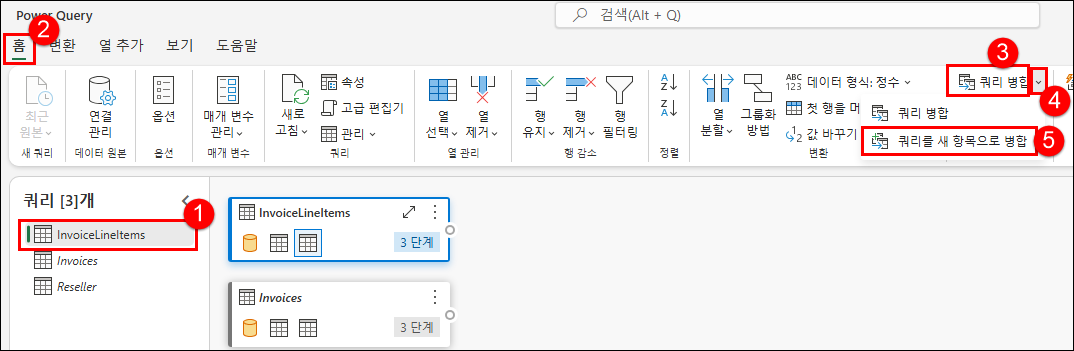 Power Query
검색(Alt + Q)
2
3
홈
변환
열 추가
보기
도움말
최근
원본
새 쿼리
연결
관리
데이터 원본
옵션
옵션
매개 변수
관리
매개 변수
새로
고침
속성
고급 편집기
관리
쿼리
열
선택
열
제거
열 관리
행
유지
행
제거
행
필터링
행 감소
A
Z
Z
A
정렬
열
분할
그룹화
방법
ABC
123
데이터 형식: 정수
첫 행을 머
1
2
값 바꾸기
변환
쿼리 병합
4
쿼리 병합
쿼리를 새 항목으로 병합
5
쿼리 [3]개
1
InvoiceLineItems
Invoices
Reseller
InvoiceLineItems
3 단계
Invoices
3 단계